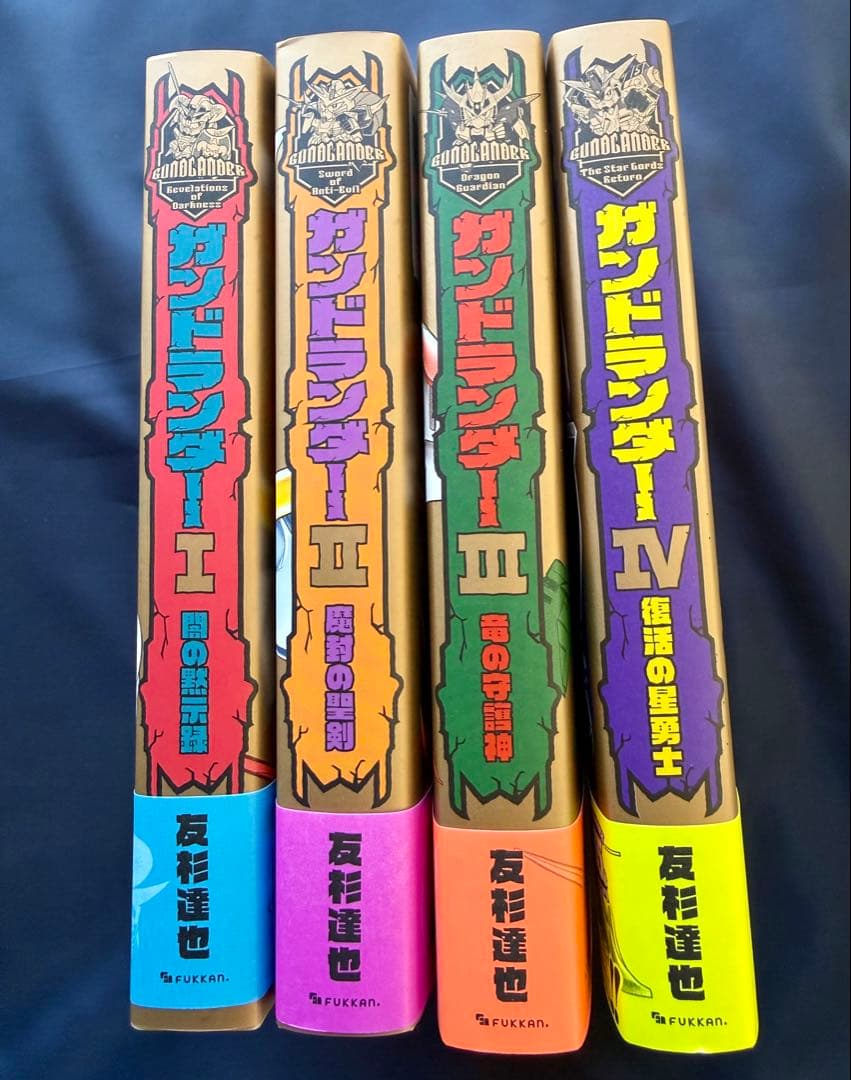 GUNDLANDER
Revelations
of
Darkness
ガンドランダー
I
闇の黙示録
友杉達也
FUKKAN.
GUNDLANDER
Sword
of
Anti-Evil
ガンドランダー
II
魔封の聖剣
友杉達也
FUKKAN.
GUNDLANDER
Dragon
Guardian
ガンドランダー
III
竜の守護神
友杉達也
FUKKAN.
GUNDLANDER
The Star Lords
Return
ガンドランダー
IV
復活の星勇士
友杉達也
FUKKAN.